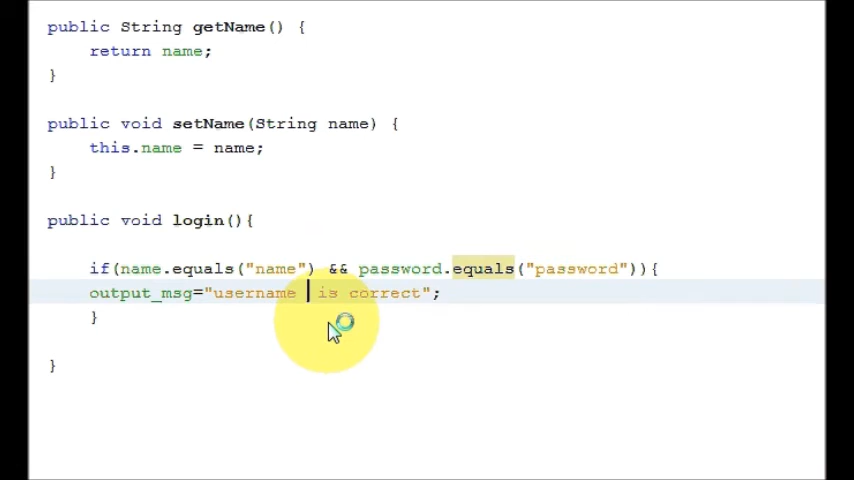 public String getName() {
return name;
}
public void setName(String name) {
this.name = name;
}
public void login(){
if(name.equals("name") && password.equals("password")){
output_msg="username  is correct";
}
}